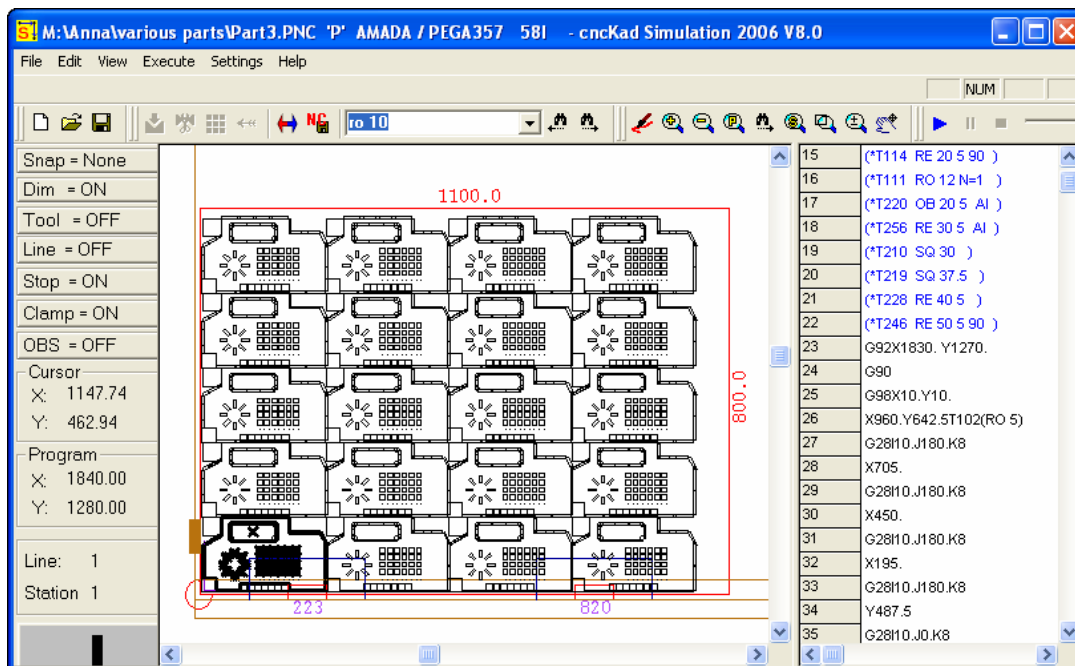 M:\Anna\various parts\Part3.PNC 'P' AMADA / PEGA357 58I - cncKad Simulation 2006 V8.0
File Edit View Execute Settings Help
NUM
ro 10
Snap = None
Dim = ON
Tool = OFF
Line = OFF
Stop = ON
Clamp = ON
OBS = OFF
Cursor
X: 1147.74
Y: 462.94
Program
X: 1840.00
Y: 1280.00
Line: 1
Station 1
1100.0
800.0
223
820
15 (*T114 RE 20 5 90 )
16 (*T111 RO 12 N=1 )
17 (*T220 OB 20 5 AI )
18 (*T256 RE 30 5 AI )
19 (*T210 SQ 30 )
20 (*T219 SQ 37.5 )
21 (*T228 RE 40 5 )
22 (*T246 RE 50 5 90 )
23 G92X1830. Y1270.
24 G90
25 G98X10.Y10.
26 X960.Y642.5T102(RO 5)
27 G28I10.J180.K8
28 X705.
29 G28I10.J180.K8
30 X450.
31 G28I10.J180.K8
32 X195.
33 G28I10.J180.K8
34 Y487.5
35 G28I10.J0.K8